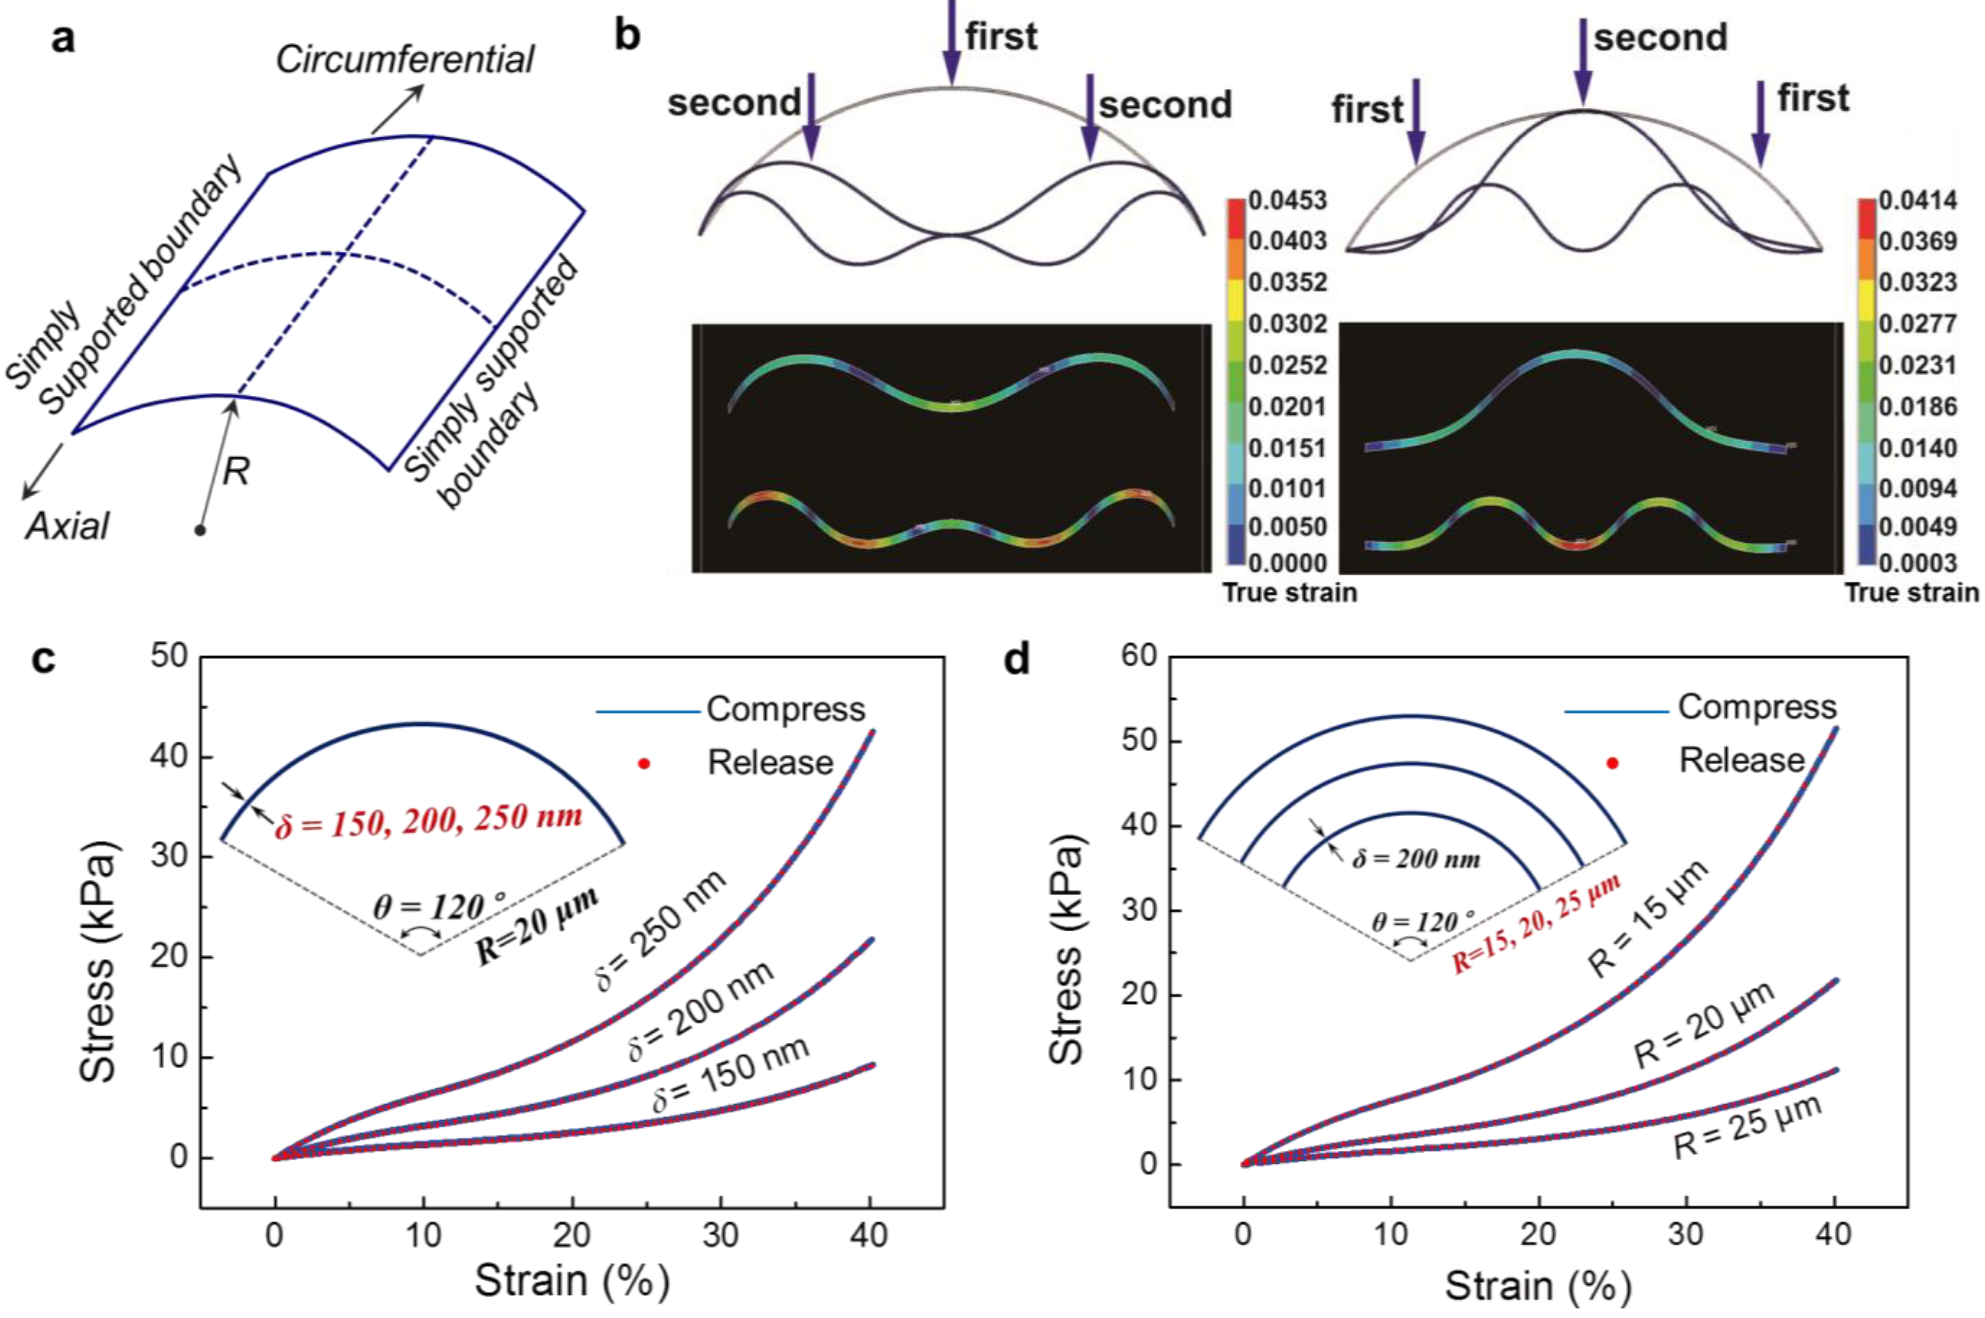 a
Circumferential
Simply
Supported boundary
Simply supported
boundary
R
Axial
b
first
second
second
second
first
first
0.0453
0.0403
0.0352
0.0302
0.0252
0.0201
0.0151
0.0101
0.0050
0.0000
True strain
0.0414
0.0369
0.0323
0.0277
0.0231
0.0186
0.0140
0.0094
0.0049
0.0003
True strain
c
50
40
30
20
10
0
Stress (kPa)
Compress
Release
δ = 150, 200, 250 nm
θ = 120 °
R=20 μm
δ = 250 nm
δ = 200 nm
δ = 150 nm
0 10 20 30 40
Strain (%)
d
60
50
40
30
20
10
0
Stress (kPa)
Compress
Release
δ = 200 nm
θ = 120 °
R=15, 20, 25 μm
R = 15 μm
R = 20 μm
R = 25 μm
0 10 20 30 40
Strain (%)